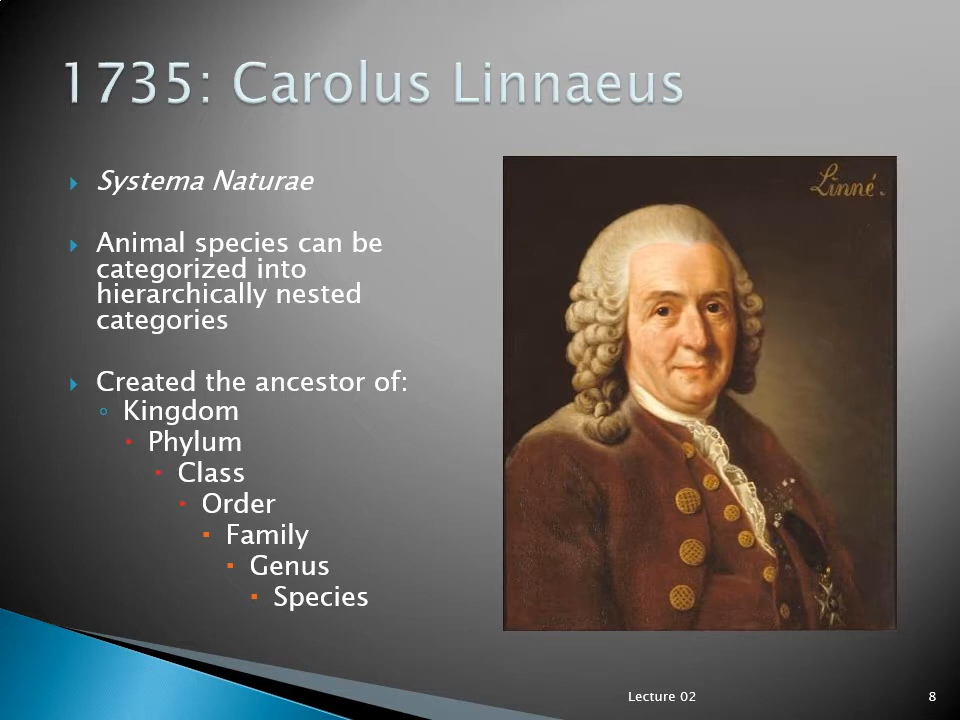 1735: Carolus Linnaeus
Systema Naturae
Animal species can be
categorized into
hierarchically nested
categories
Created the ancestor of:
Kingdom
Phylum
Class
Order
Family
Genus
Species
Linné.
Lecture 02
8